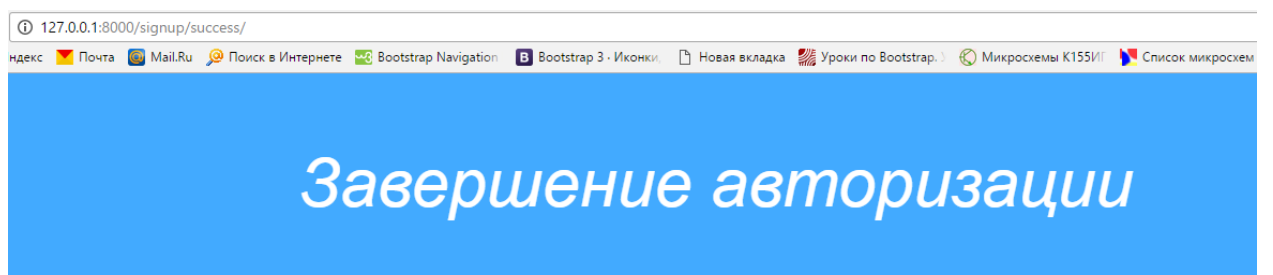 127.0.0.1:8000/signup/success/
ндекс Почта Mail.Ru Поиск в Интернете Bootstrap Navigation Bootstrap 3 - Иконки, Новая вкладка Уроки по Bootstrap. Микросхемы К155ИП Список микросхем
Завершение авторизации